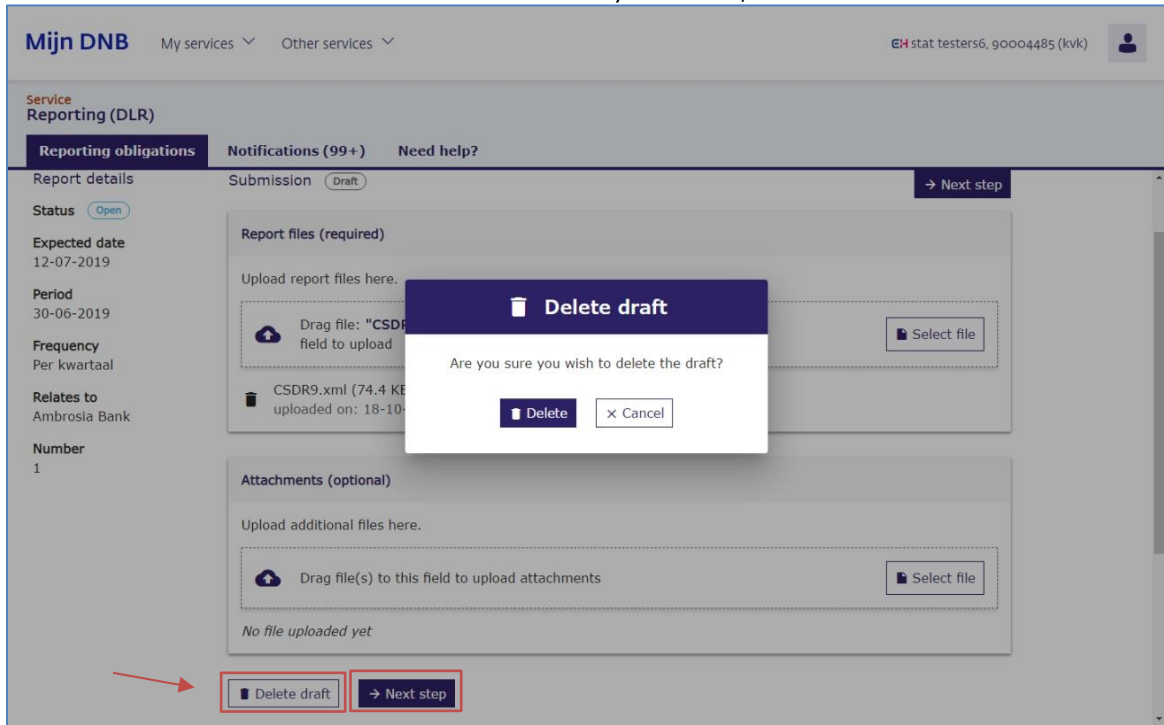 Mijn DNB My services Other services stat testers6, 90004485 (kvk)
Service
Reporting (DLR)
Reporting obligations Notifications (99+) Need help?
Report details
Status Open
Expected date
12-07-2019
Period
30-06-2019
Frequency
Per kwartaal
Relates to
Ambrosia Bank
Number
1
Submission Draft → Next step
Report files (required)
Upload report files here.
Drag file: "CSDR
field to upload
Select file
CSDR9.xml (74.4 KB
uploaded on: 18-10-
Delete draft
Are you sure you wish to delete the draft?
Delete × Cancel
Attachments (optional)
Upload additional files here.
Drag file(s) to this field to upload attachments Select file
No file uploaded yet
Delete draft → Next step